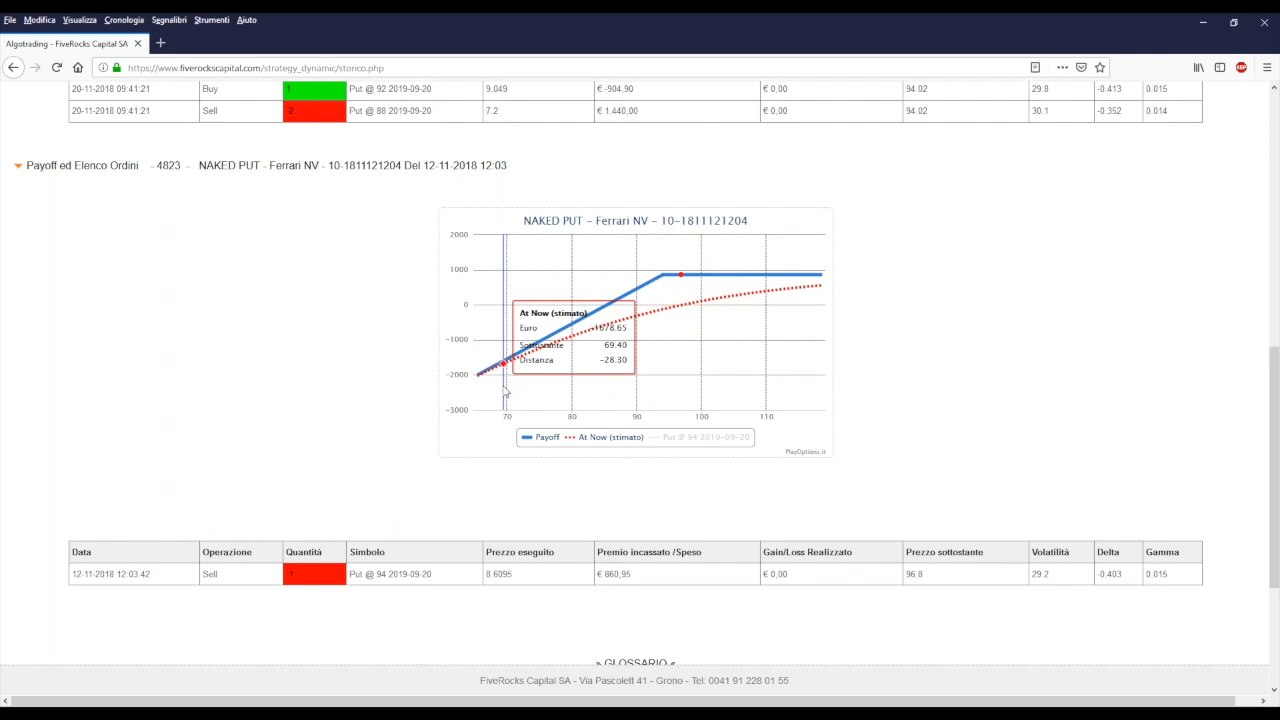 File Modifica Visualizza Cronologia Segnalibri Strumenti Aiuto
Algotrading - FiveRocks Capital SA
https://www.fiverockscapital.com/strategy_dynamic/storico.php
ABP
20-11-2018 09:41:21 Buy 1 Put @ 92 2019-09-20 9.049 € -904,90 € 0,00 94.02 29.8 -0.413 0.015
20-11-2018 09:41:21 Sell -2 Put @ 88 2019-09-20 7.2 € 1.440,00 € 0,00 94.02 30.1 -0.352 0.014
Payoff ed Elenco Ordini - 4823 - NAKED PUT - Ferrari NV - 10-1811121204 Del 12-11-2018 12:03
NAKED PUT - Ferrari NV - 10-1811121204
2000
1000
0
-1000
-2000
-3000
At Now (stimato)
Euro -1678.65
Sottostante 69.40
Distanza -28.30
70 80 90 100 110
Payoff At Now (stimato) Put @ 94 2019-09-20
PlayOptions.it
Data Operazione Quantità Simbolo Prezzo eseguito Premio incassato /Speso Gain/Loss Realizzato Prezzo sottostante Volatilità Delta Gamma
12-11-2018 12:03:42 Sell -1 Put @ 94 2019-09-20 8.6095 € 860,95 € 0,00 96.8 29.2 -0.403 0.015
» GLOSSARIO «
FiveRocks Capital SA - Via Pascolett 41 - Grono - Tel: 0041 91 228 01 55